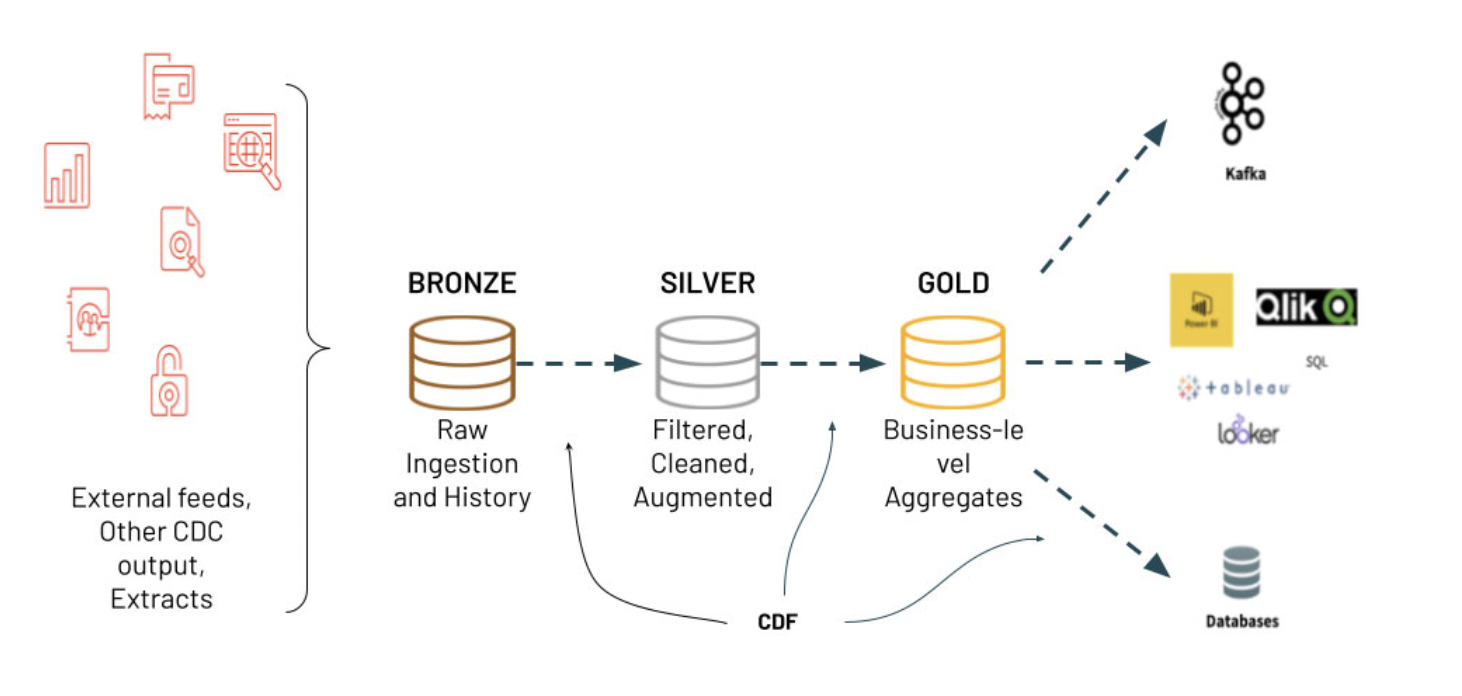 External feeds,
Other CDC
output,
Extracts
BRONZE
Raw
Ingestion
and History
SILVER
Filtered,
Cleaned,
Augmented
GOLD
Business-le
vel
Aggregates
CDF
Kafka
Power BI
Qlik Q
SQL
+ableau
looker
Databases